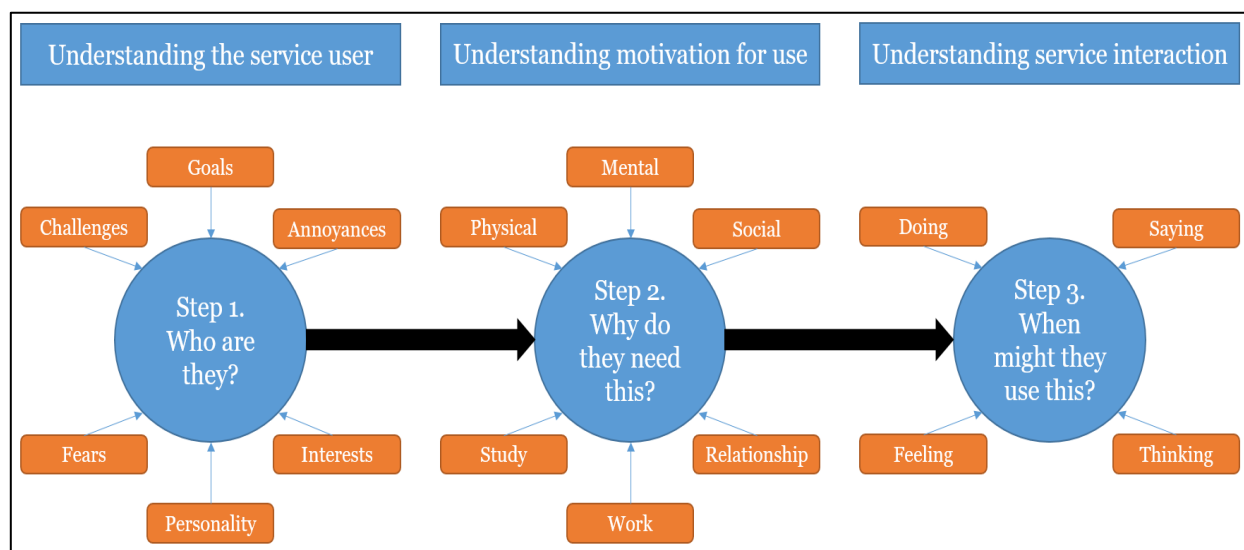 Understanding the service user
Understanding motivation for use
Understanding service interaction
Goals
Challenges
Annoyances
Step 1.
Who are
they?
Fears
Interests
Personality
Mental
Physical
Social
Step 2.
Why do
they need
this?
Study
Relationship
Work
Doing
Saying
Step 3.
When
might they
use this?
Feeling
Thinking